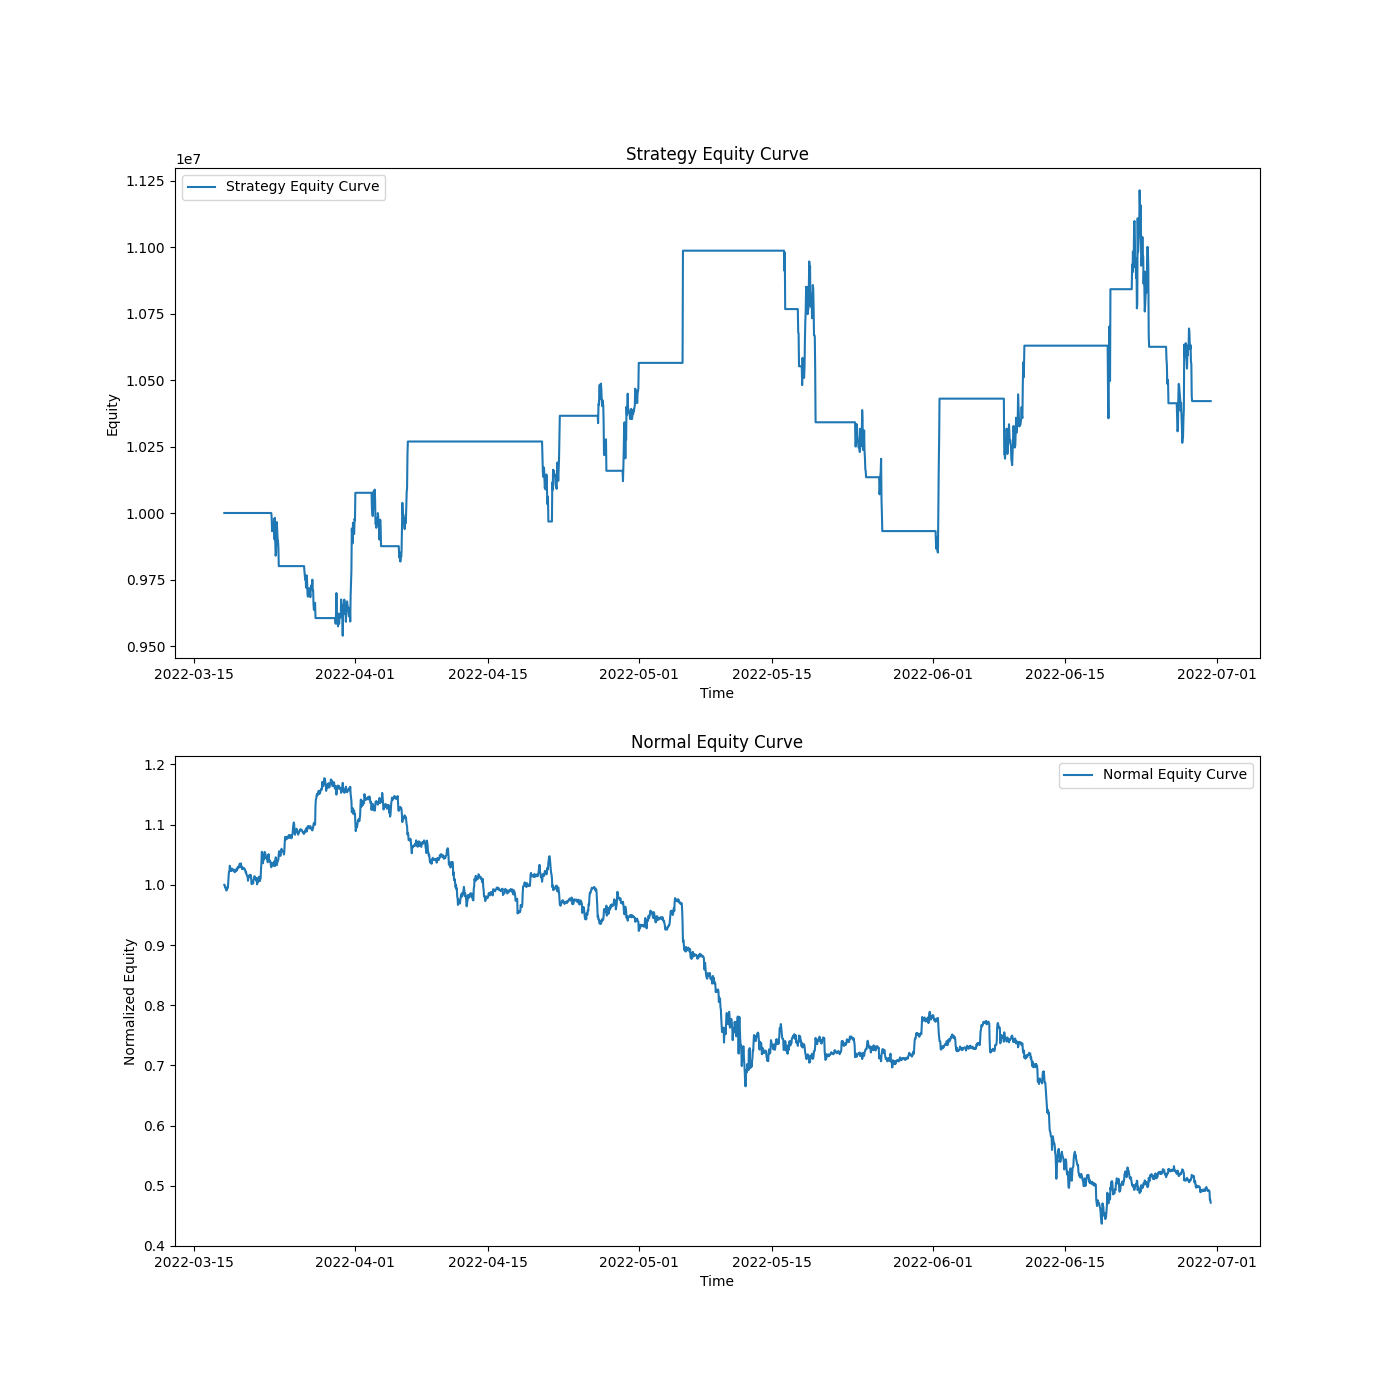 Strategy Equity Curve
1e7
Strategy Equity Curve
1.125
1.100
1.075
1.050
1.025
1.000
0.975
0.950
Equity
2022-03-15 2022-04-01 2022-04-15 2022-05-01 2022-05-15 2022-06-01 2022-06-15 2022-07-01
Time
Normal Equity Curve
Normal Equity Curve
1.2
1.1
1.0
0.9
0.8
0.7
0.6
0.5
0.4
Normalized Equity
2022-03-15 2022-04-01 2022-04-15 2022-05-01 2022-05-15 2022-06-01 2022-06-15 2022-07-01
Time